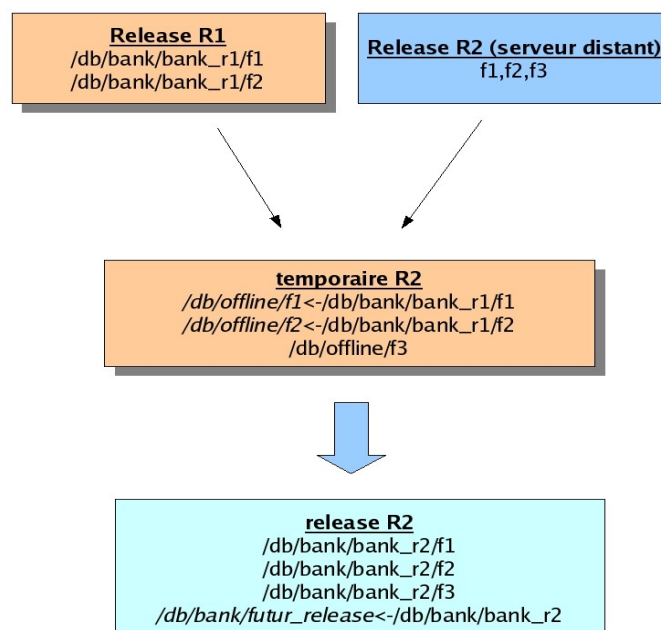 Release R1
/db/bank/bank_r1/f1
/db/bank/bank_r1/f2
Release R2 (serveur distant)
f1,f2,f3
temporaire R2
/db/offline/f1<-/db/bank/bank_r1/f1
/db/offline/f2<-/db/bank/bank_r1/f2
/db/offline/f3
release R2
/db/bank/bank_r2/f1
/db/bank/bank_r2/f2
/db/bank/bank_r2/f3
/db/bank/futur_release<-/db/bank/bank_r2